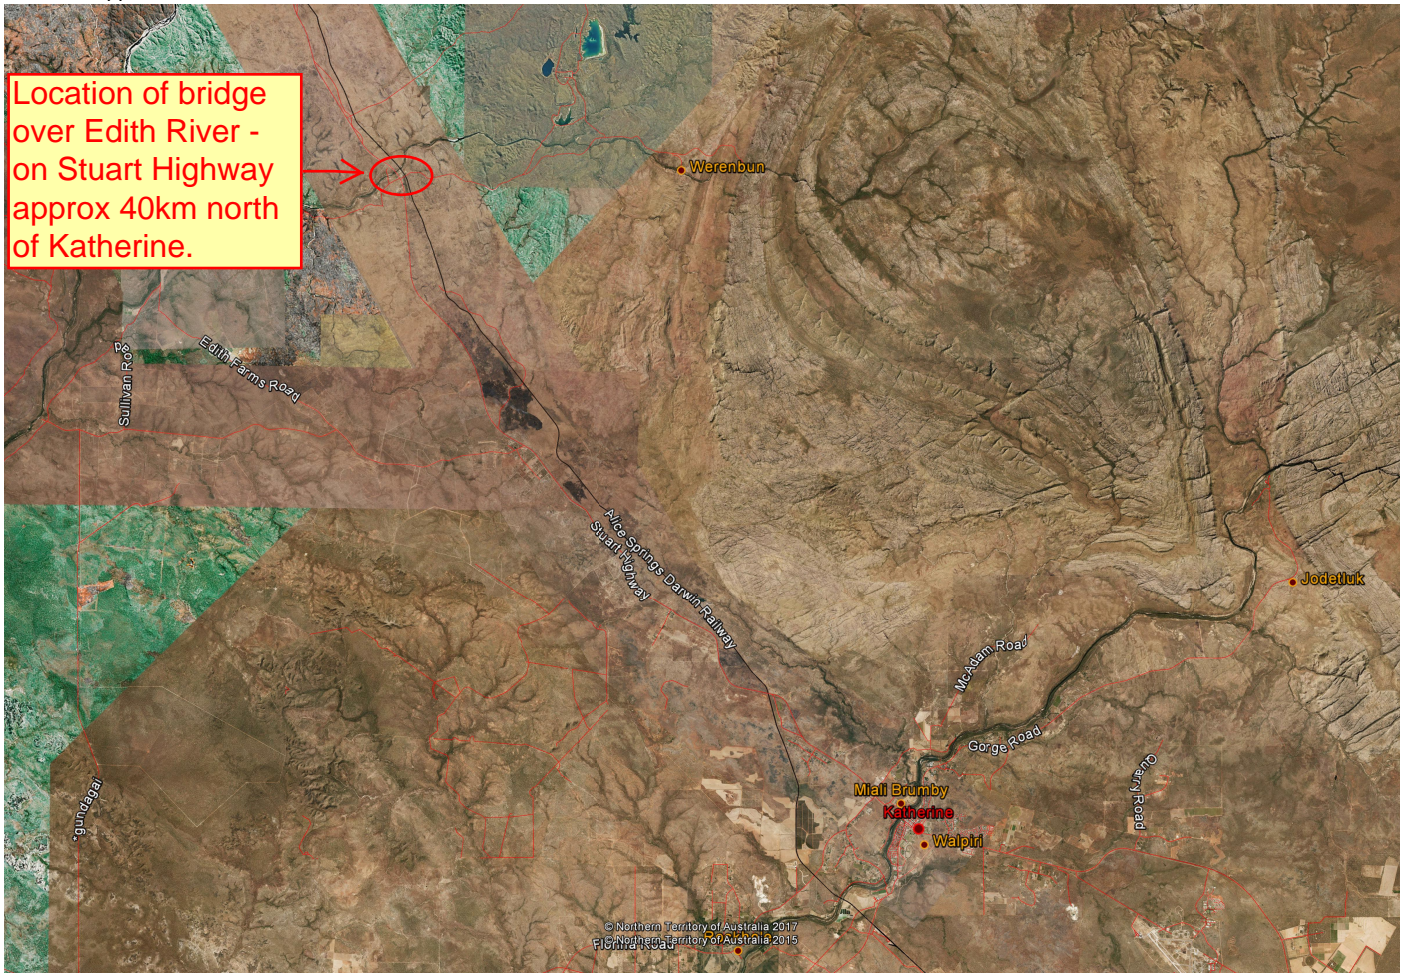 Location of bridge
over Edith River -
on Stuart Highway
approx 40km north
of Katherine.
Werenbun
Sullivan Ro
Edith Farms Road
Alice Springs Darwin Railway
Stuart Highway
Jodetluk
McAdam Road
Gorge Road
Quarry Road
*gundagai
Miali Brumby
Katherine
Walpiri
© Northern Territory of Australia 2017
© Northern Territory of Australia 2015
Florina Road